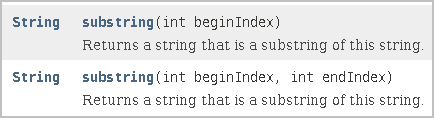 String substring(int beginIndex)
Returns a string that is a substring of this string.
String substring(int beginIndex, int endIndex)
Returns a string that is a substring of this string.